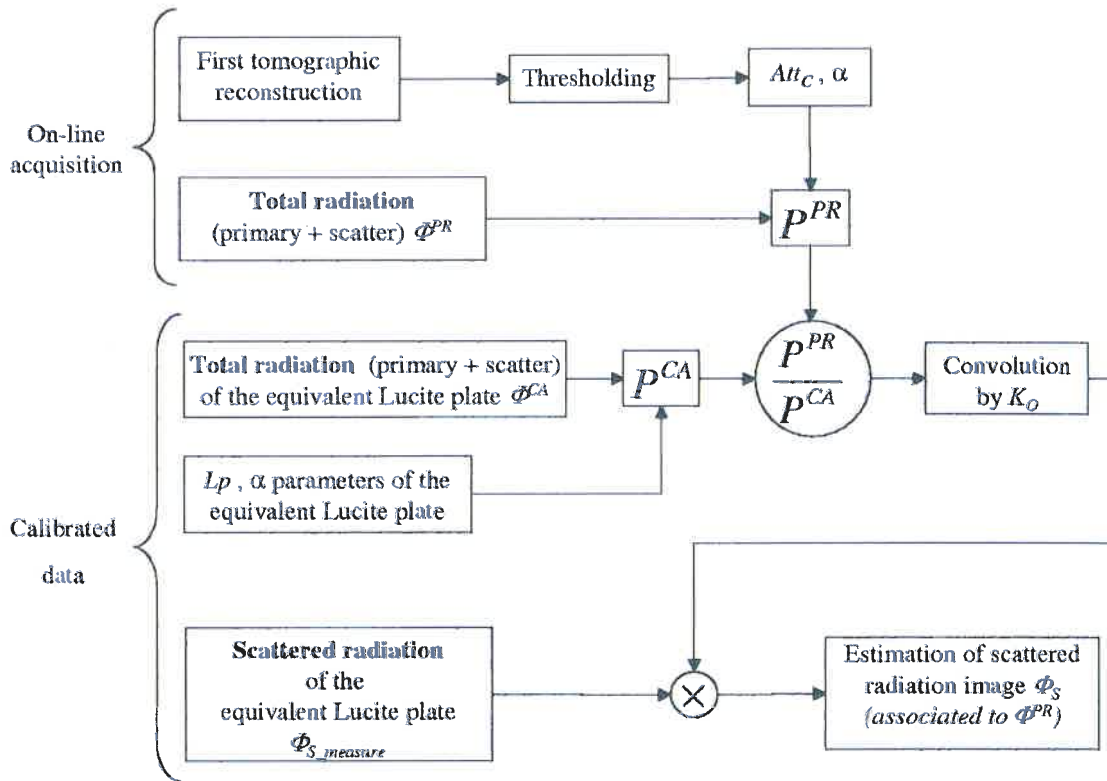 First tomographic
reconstruction
Thresholding
Att_C, α
On-line
acquisition
Total radiation
(primary + scatter) Φ^PR
P^PR
Total radiation (primary + scatter)
of the equivalent Lucite plate Φ^CA
P^CA
P^PR
P^CA
Convolution
by K_O
Lp , α parameters of the
equivalent Lucite plate
Calibrated
data
Scattered radiation
of the
equivalent Lucite plate
Φ_S_measure
×
Estimation of scattered
radiation image Φ_S
(associated to Φ^PR)